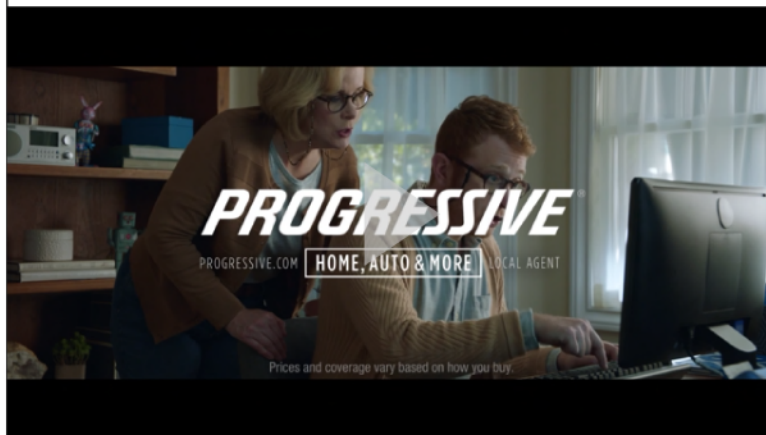 PROGRESSIVE®
PROGRESSIVE.COM HOME, AUTO & MORE LOCAL AGENT
Prices and coverage vary based on how you buy.